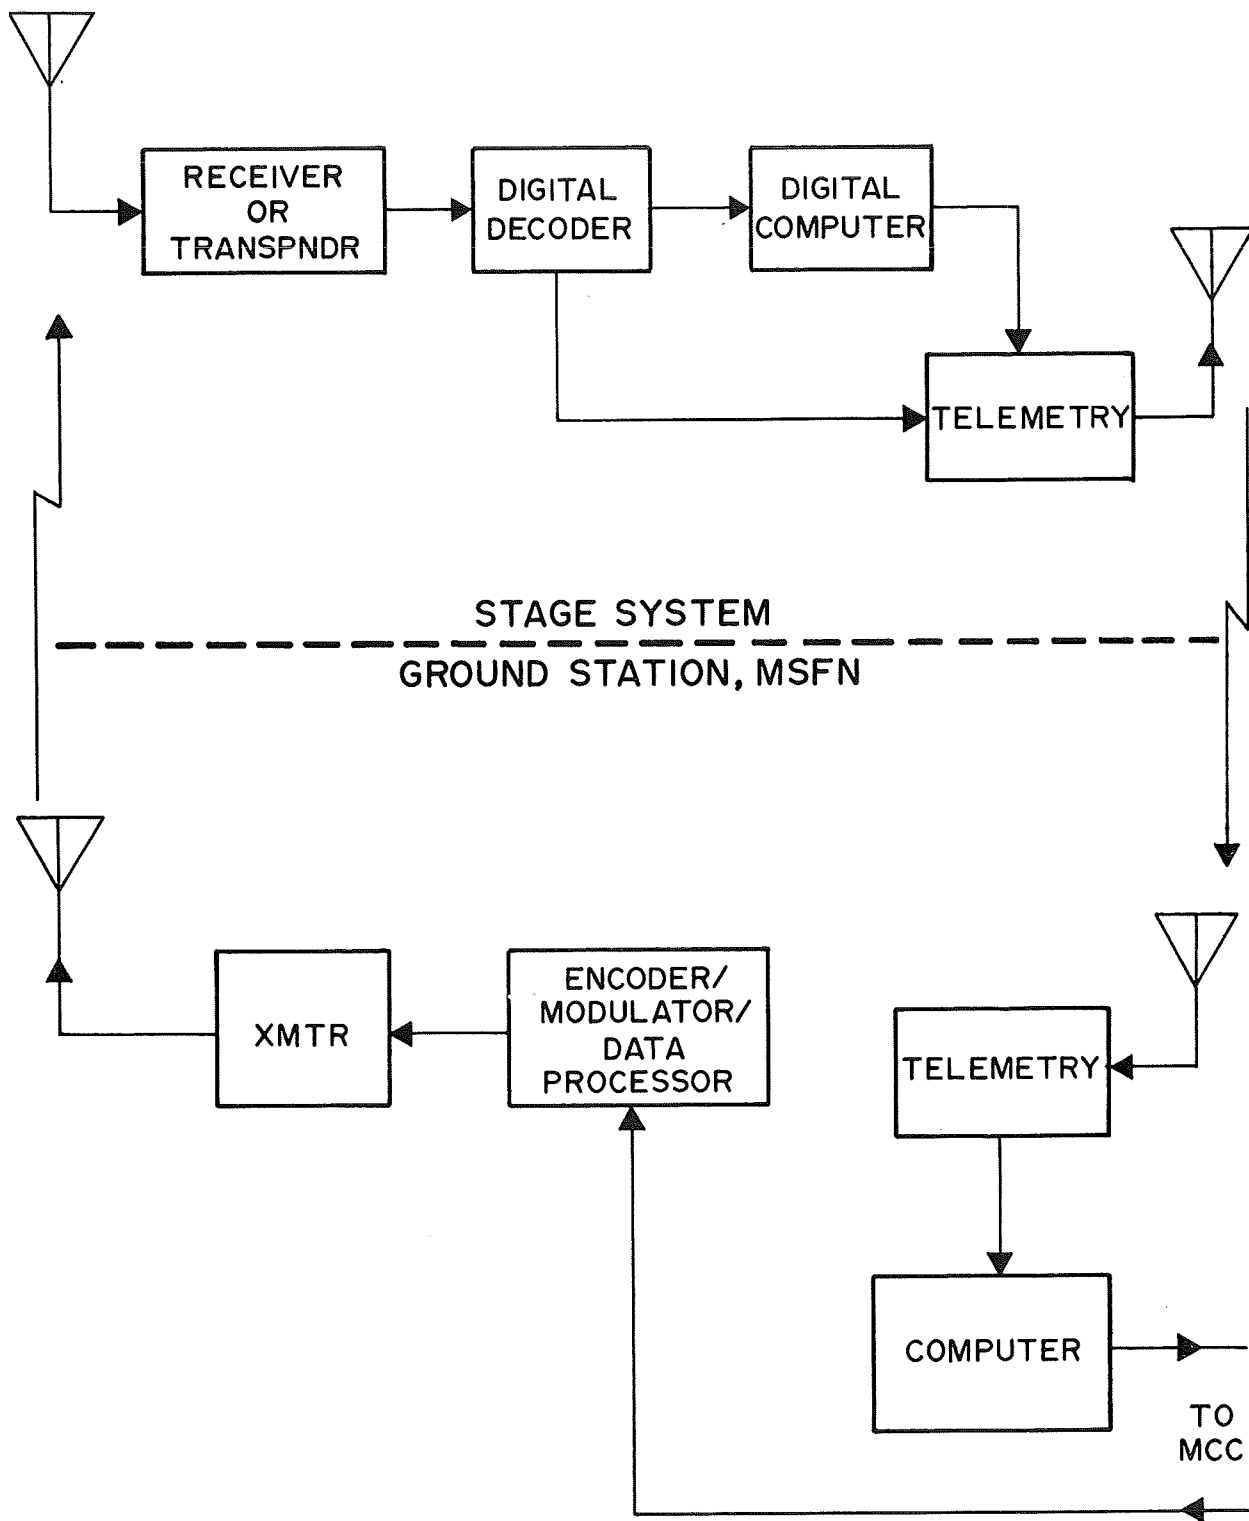 RECEIVER
OR
TRANSPNDR
DIGITAL
DECODER
DIGITAL
COMPUTER
TELEMETRY
STAGE SYSTEM
GROUND STATION, MSFN
XMTR
ENCODER/
MODULATOR/
DATA
PROCESSOR
TELEMETRY
COMPUTER
TO
MCC